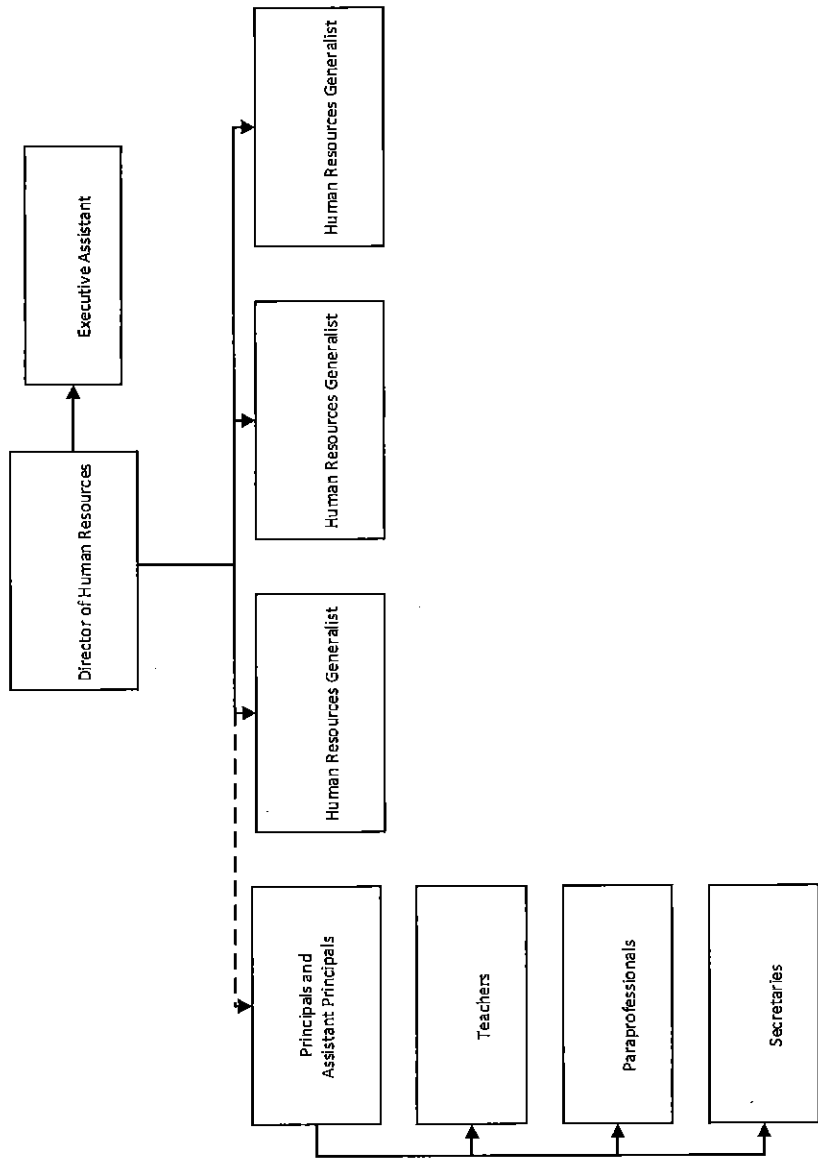 Director of Human Resources
Executive Assistant
Principals and
Assistant Principals
Human Resources Generalist
Human Resources Generalist
Human Resources Generalist
Teachers
Paraprofessionals
Secretaries